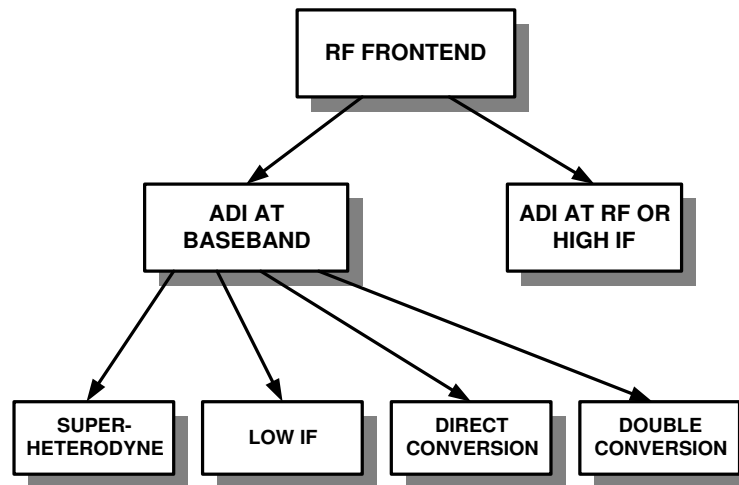 RF FRONTEND
ADI AT
BASEBAND
ADI AT RF OR
HIGH IF
SUPER-
HETERODYNE
LOW IF
DIRECT
CONVERSION
DOUBLE
CONVERSION